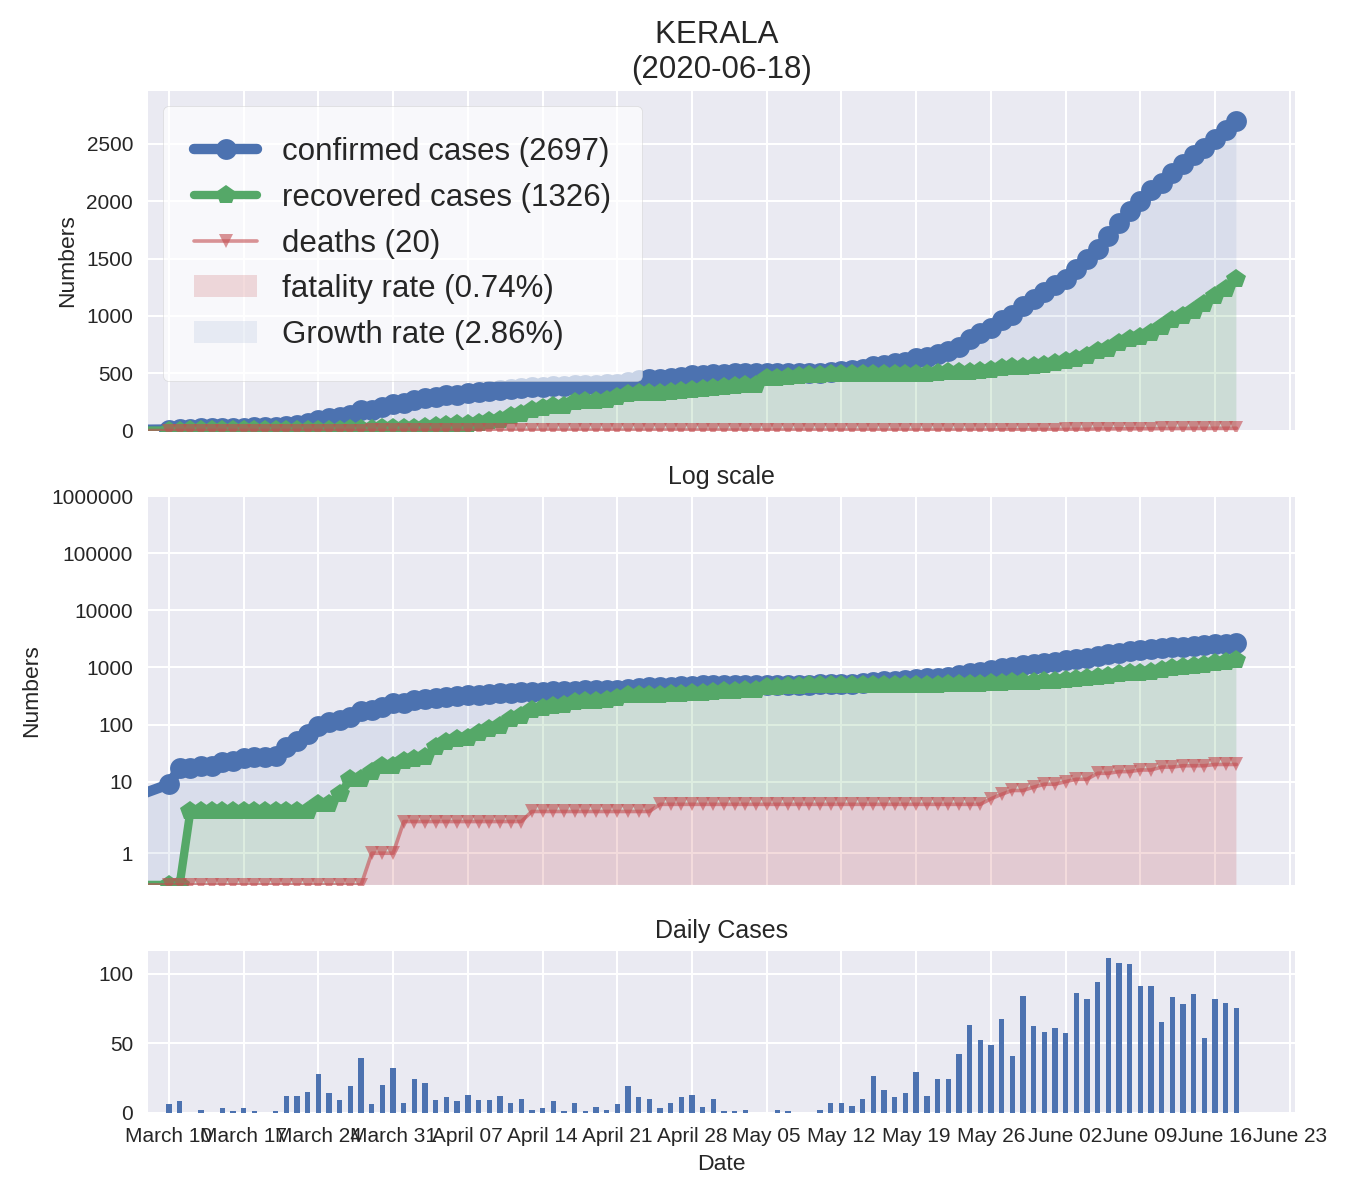 KERALA
(2020-06-18)
2500
2000
1500
1000
500
0
Numbers
confirmed cases (2697)
recovered cases (1326)
deaths (20)
fatality rate (0.74%)
Growth rate (2.86%)
Log scale
1000000
100000
10000
1000
100
10
1
Numbers
Daily Cases
100
50
0
March 10 March 17 March 24 March 31 April 07 April 14 April 21 April 28 May 05 May 12 May 19 May 26 June 02 June 09 June 16 June 23
Date